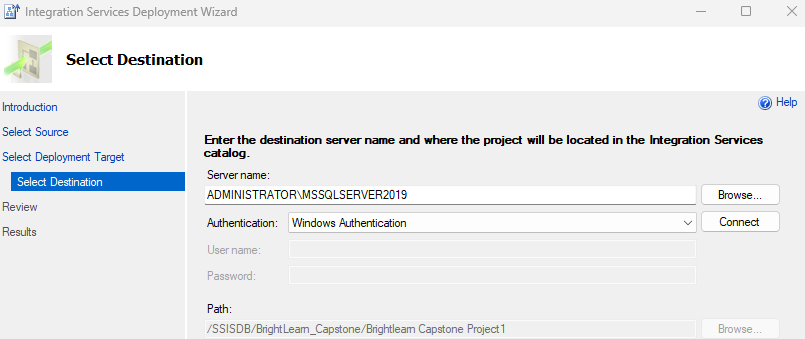 Integration Services Deployment Wizard
Select Destination
Introduction
Help
Select Source
Enter the destination server name and where the project will be located in the Integration Services
catalog.
Select Deployment Target
Server name:
Select Destination
ADMINISTRATOR\MSSQLSERVER2019
Browse...
Review
Authentication:
Windows Authentication
Connect
Results
User name:
Password:
Path:
/SSISDB/BrightLearn_Capstone/Brightlearn Capstone Project1
Browse...